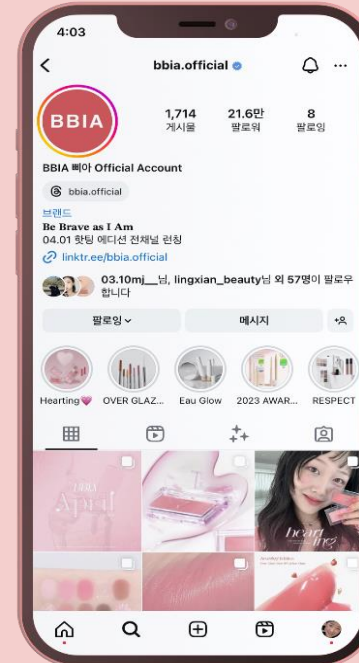 4:03
bbia.official
BBIA
1,714
게시물
21.6만
팔로워
8
팔로잉
BBIA 삐아 Official Account
bbia.official
브랜드
Be Brave as I Am
04.01 핫팅 에디션 전채널 런칭
linktr.ee/bbia.official
03.10mj__님, lingxian_beauty님 외 57명이 팔로우
합니다
팔로잉
메시지
Hearting
OVER GLAZ...
Eau Glow
2023 AWAR...
RESPECT
BBIA
April
heart
ing